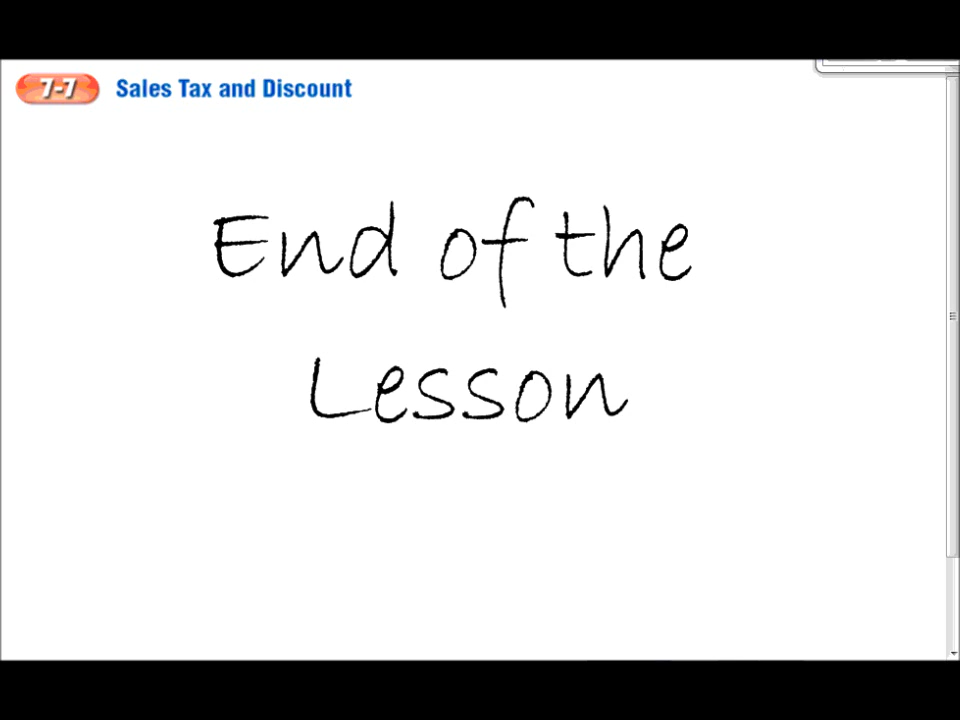 7-7 Sales Tax and Discount
End of the
Lesson